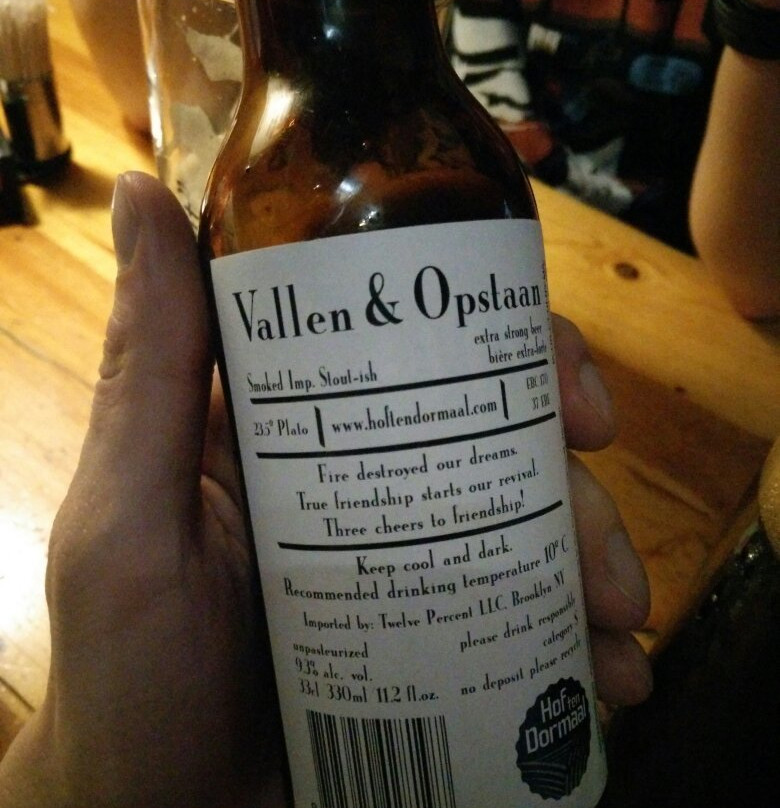 Vallen & Opstaan
extra strong beer
bière extra-forte
Smoked Imp. Stout-ish
23.5° Plato | www.hoftendormaal.com |
37 EBU
Fire destroyed our dreams.
True friendship starts our revival.
Three cheers to friendship!
Keep cool and dark.
Recommended drinking temperature 10° C
Imported by: Twelve Percent LLC. Brooklyn NY
unpasteurized
please drink responsibly
9.3% alc. vol.
category S
33cl 330ml 11.2 fl.oz.
no deposit please recycle
Hof ten
Dormaal